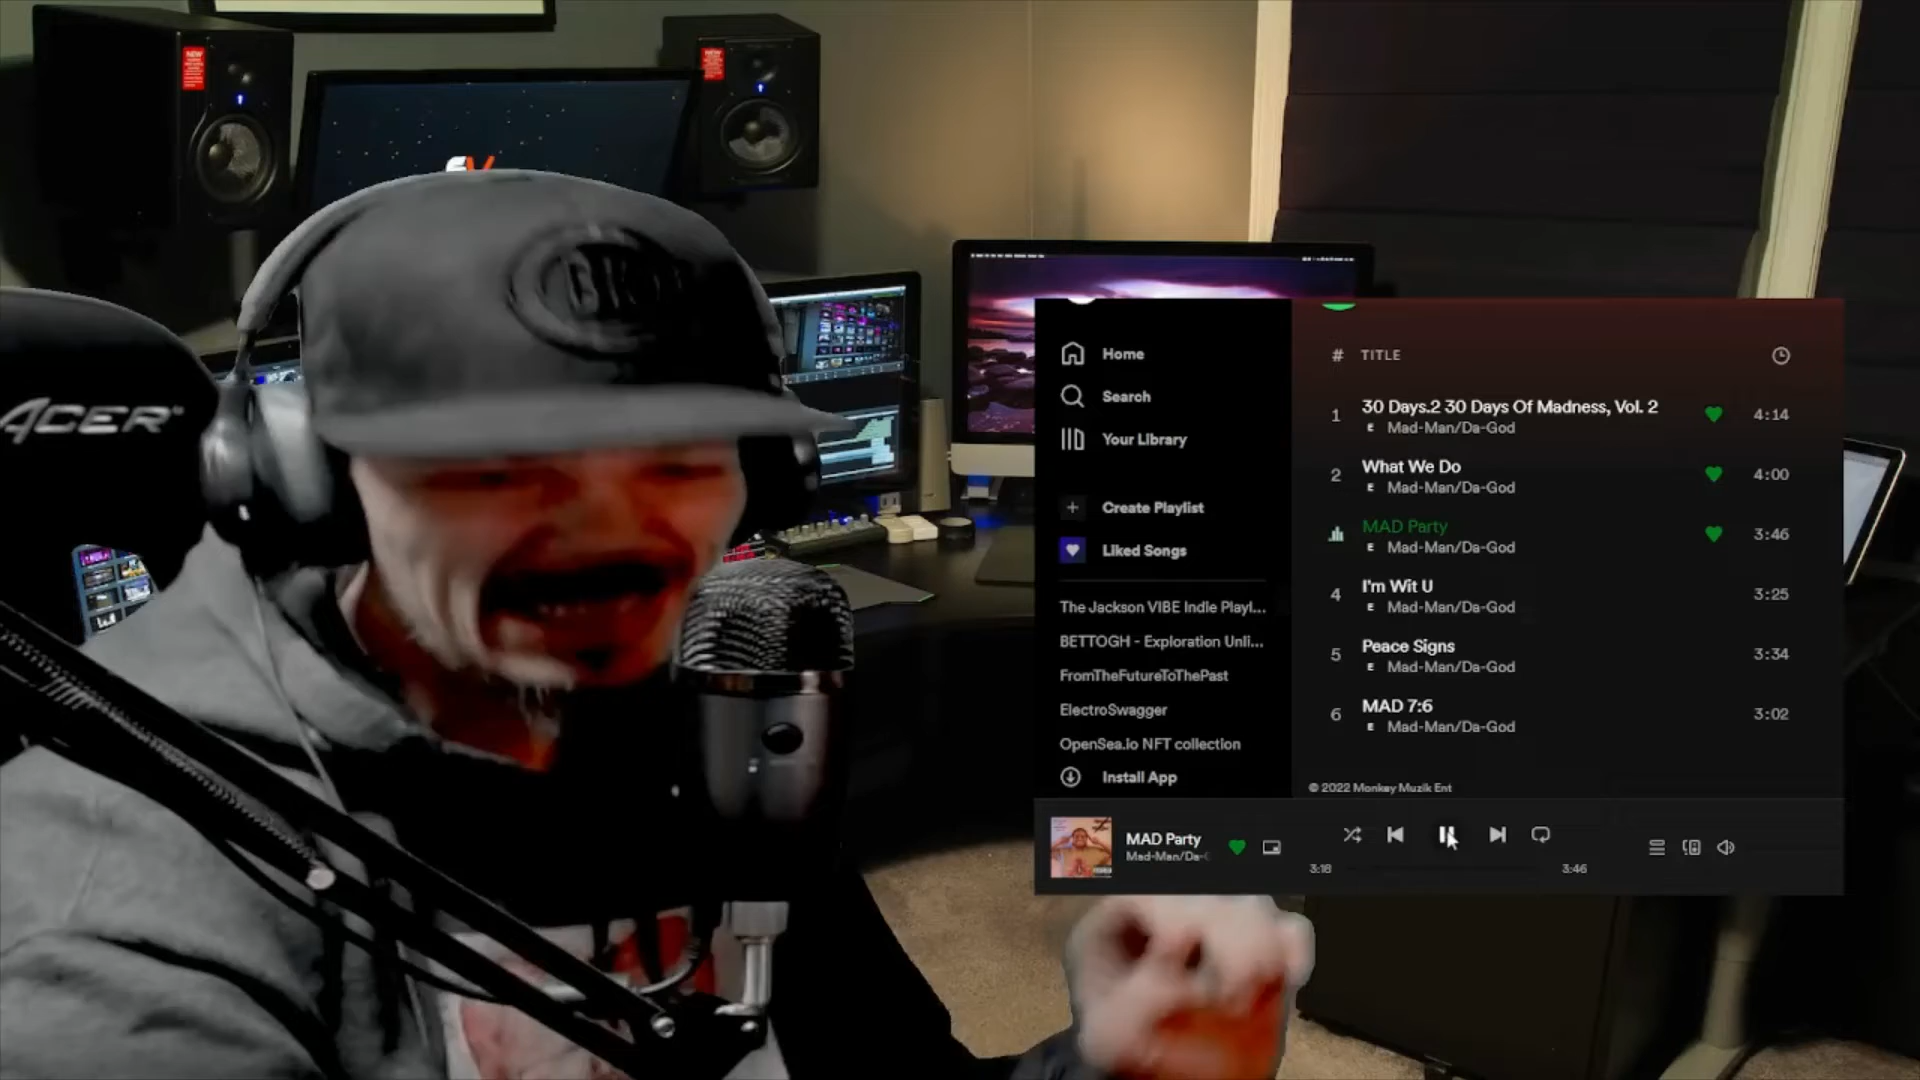 NEW
NEW
ACER
Home
Search
Your Library
Create Playlist
Liked Songs
The Jackson VIBE Indie Playl...
BETTOGH - Exploration Unli...
FromTheFutureToThePast
ElectroSwagger
OpenSea.io NFT collection
Install App
# TITLE
1 30 Days.2 30 Days Of Madness, Vol. 2 4:14
E Mad-Man/Da-God
2 What We Do 4:00
E Mad-Man/Da-God
MAD Party 3:46
E Mad-Man/Da-God
4 I'm Wit U 3:25
E Mad-Man/Da-God
5 Peace Signs 3:34
E Mad-Man/Da-God
6 MAD 7:6 3:02
E Mad-Man/Da-God
© 2022 Monkey Muzik Ent
MAD Party
Mad-Man/Da-G
3:18 3:46